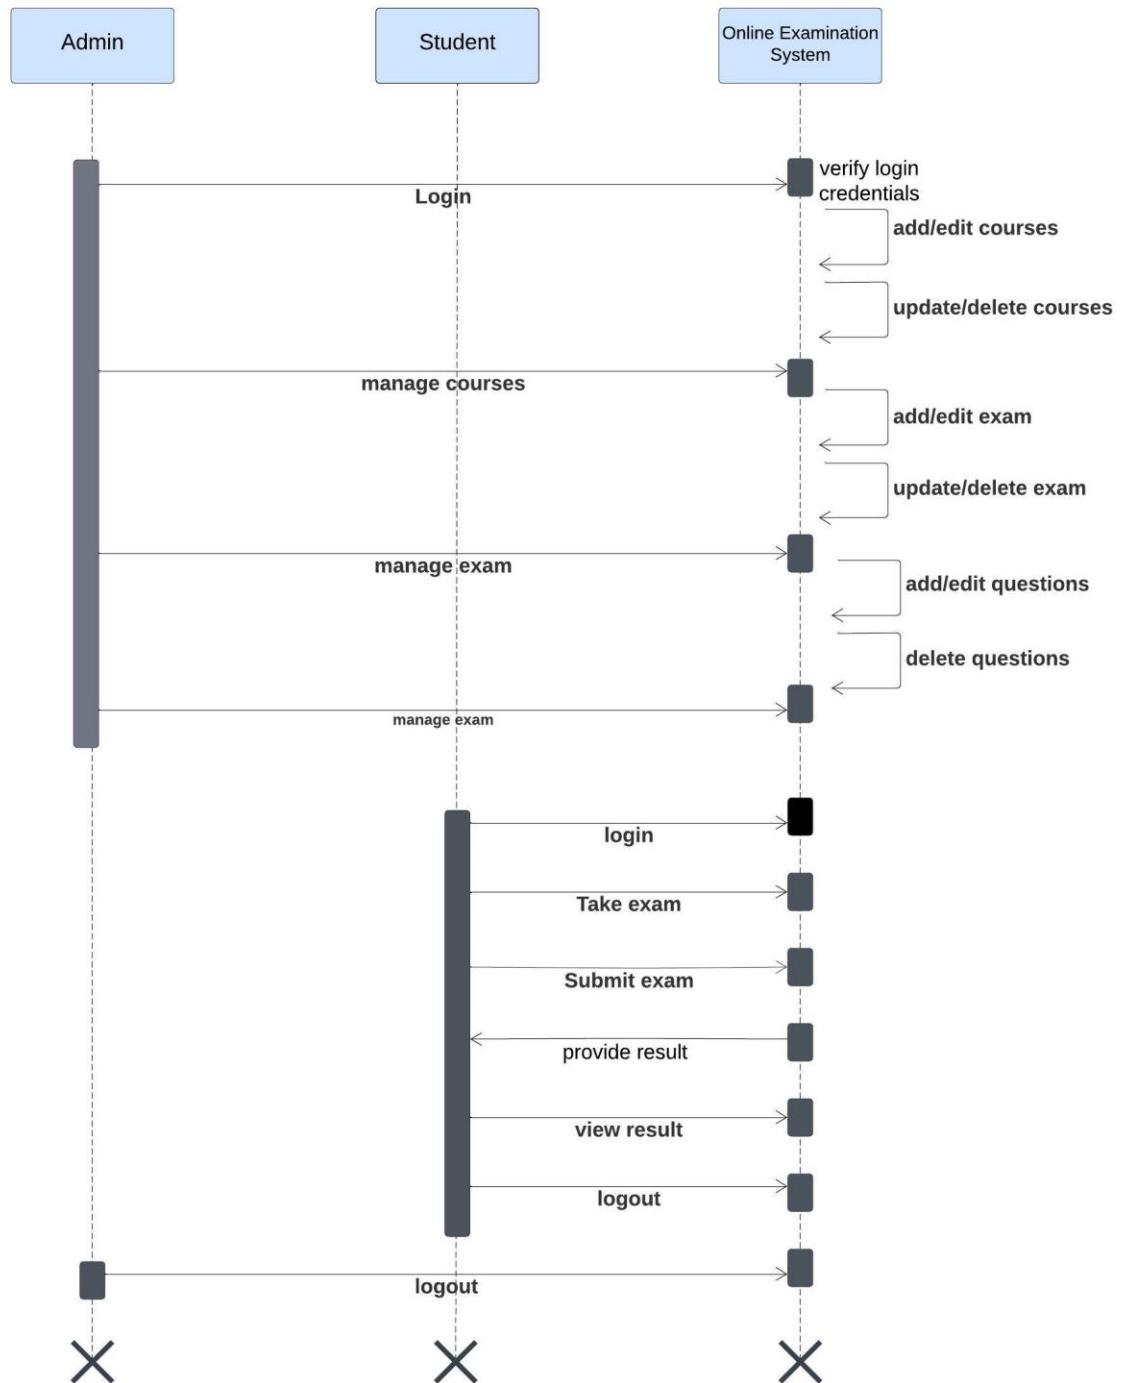 Admin
Student
Online Examination
System
verify login
credentials
Login
add/edit courses
update/delete courses
manage courses
add/edit exam
update/delete exam
manage exam
add/edit questions
delete questions
manage exam
login
Take exam
Submit exam
provide result
view result
logout
logout